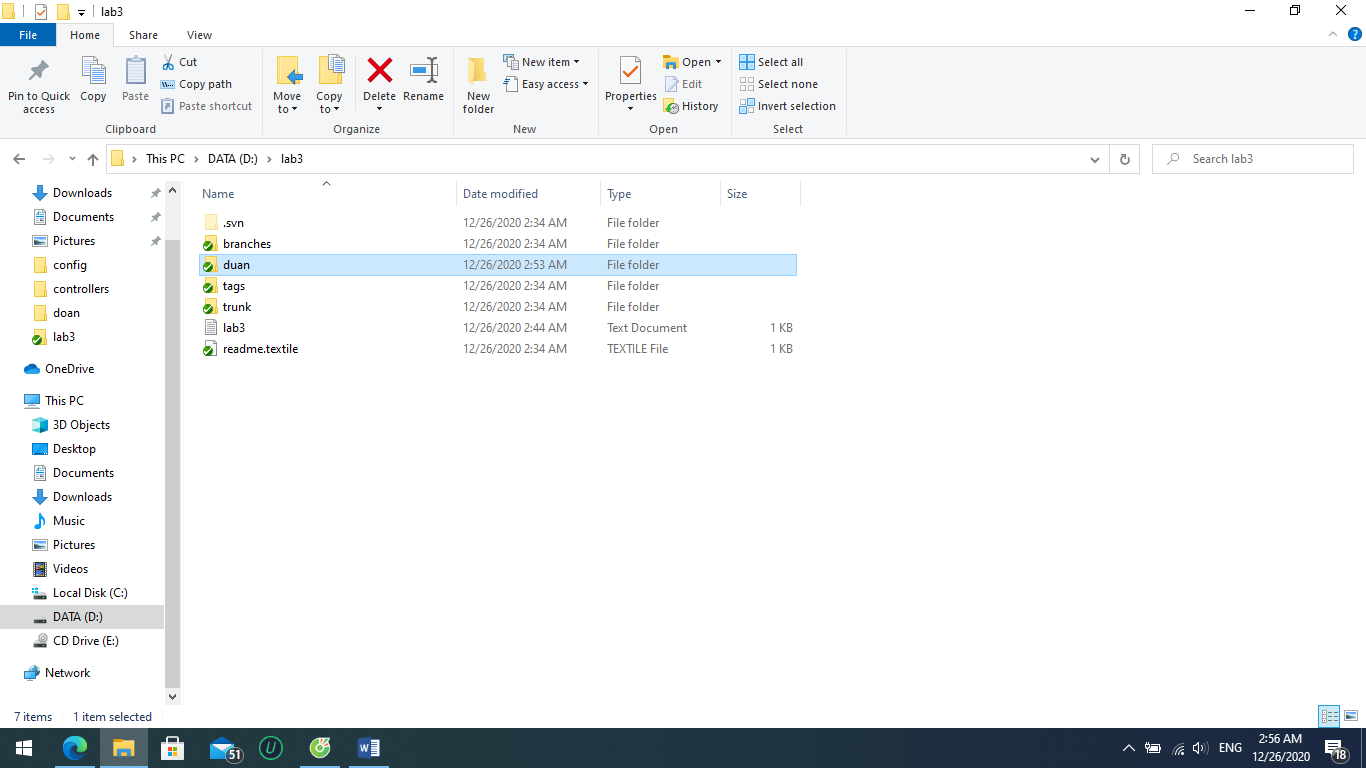 lab3
File Home Share View
Pin to Quick access
Copy
Paste
Cut
Copy path
Paste shortcut
Clipboard
Move to
Copy to
Delete
Rename
Organize
New folder
New item
Easy access
New
Properties
Open
Edit
History
Open
Select all
Select none
Invert selection
Select
This PC DATA (D:) lab3
Search lab3
Downloads
Documents
Pictures
config
controllers
doan
lab3
OneDrive
This PC
3D Objects
Desktop
Documents
Downloads
Music
Pictures
Videos
Local Disk (C:)
DATA (D:)
CD Drive (E:)
Network
Name Date modified Type Size
.svn 12/26/2020 2:34 AM File folder
branches 12/26/2020 2:34 AM File folder
duan 12/26/2020 2:53 AM File folder
tags 12/26/2020 2:34 AM File folder
trunk 12/26/2020 2:34 AM File folder
lab3 12/26/2020 2:44 AM Text Document 1 KB
readme.textile 12/26/2020 2:34 AM TEXTILE File 1 KB
7 items 1 item selected
51
ENG
2:56 AM
12/26/2020
18